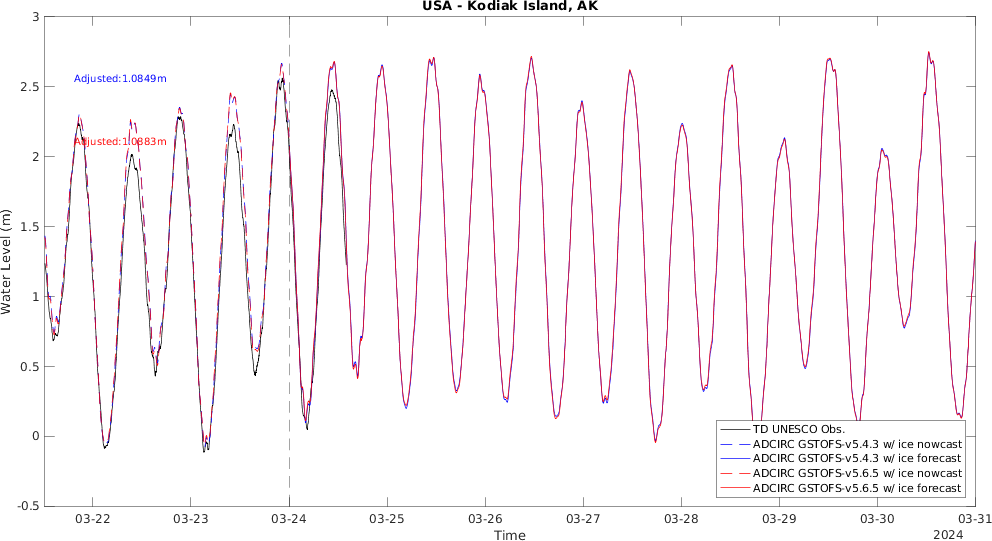 USA - Kodiak Island, AK
3
2.5
2
1.5
1
0.5
0
-0.5
Water Level (m)
Adjusted:1.0849m
Adjusted:1.0883m
TD UNESCO Obs.
ADCIRC GSTOFS-v5.4.3 w/ ice nowcast
ADCIRC GSTOFS-v5.4.3 w/ ice forecast
ADCIRC GSTOFS-v5.6.5 w/ ice nowcast
ADCIRC GSTOFS-v5.6.5 w/ ice forecast
03-22 03-23 03-24 03-25 03-26 03-27 03-28 03-29 03-30 03-31
Time
2024